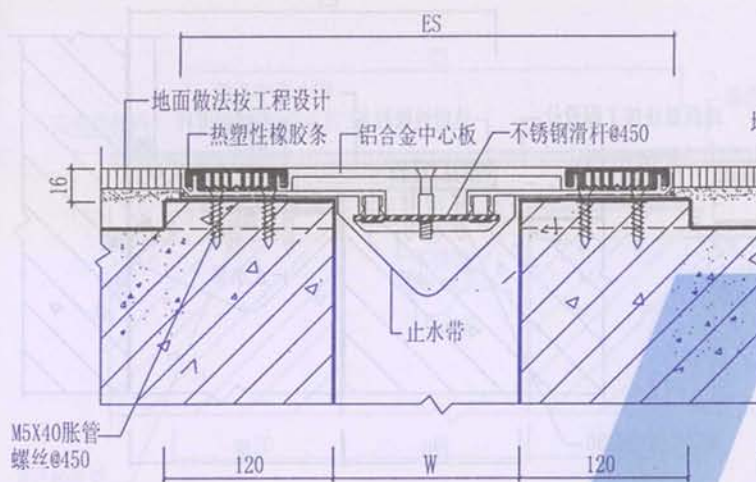 ES
地面做法按工程设计
热塑性橡胶条
铝合金中心板
不锈钢滑杆@450
16
止水带
M5X40胀管
螺丝@450
120
W
120